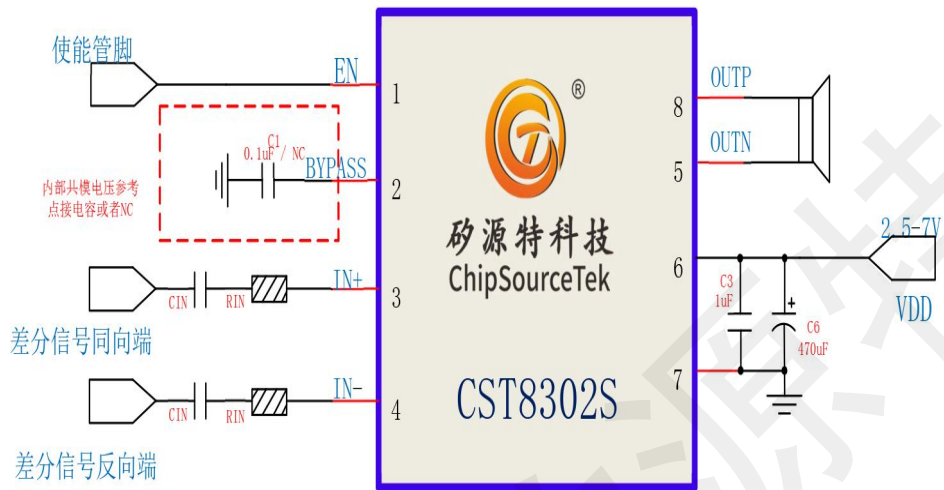 使能管脚
EN
1
C1
0.1uF / NC
BYPASS
2
内部共模电压参考
点接电容或者NC
IN+
3
CIN
RIN
差分信号同向端
IN-
4
CIN
RIN
差分信号反向端
®
矽源特科技
ChipSourceTek
CST8302S
OUTP
8
OUTN
5
2.5-7V
6
VDD
C3
1uF
C6
470uF
7
源特